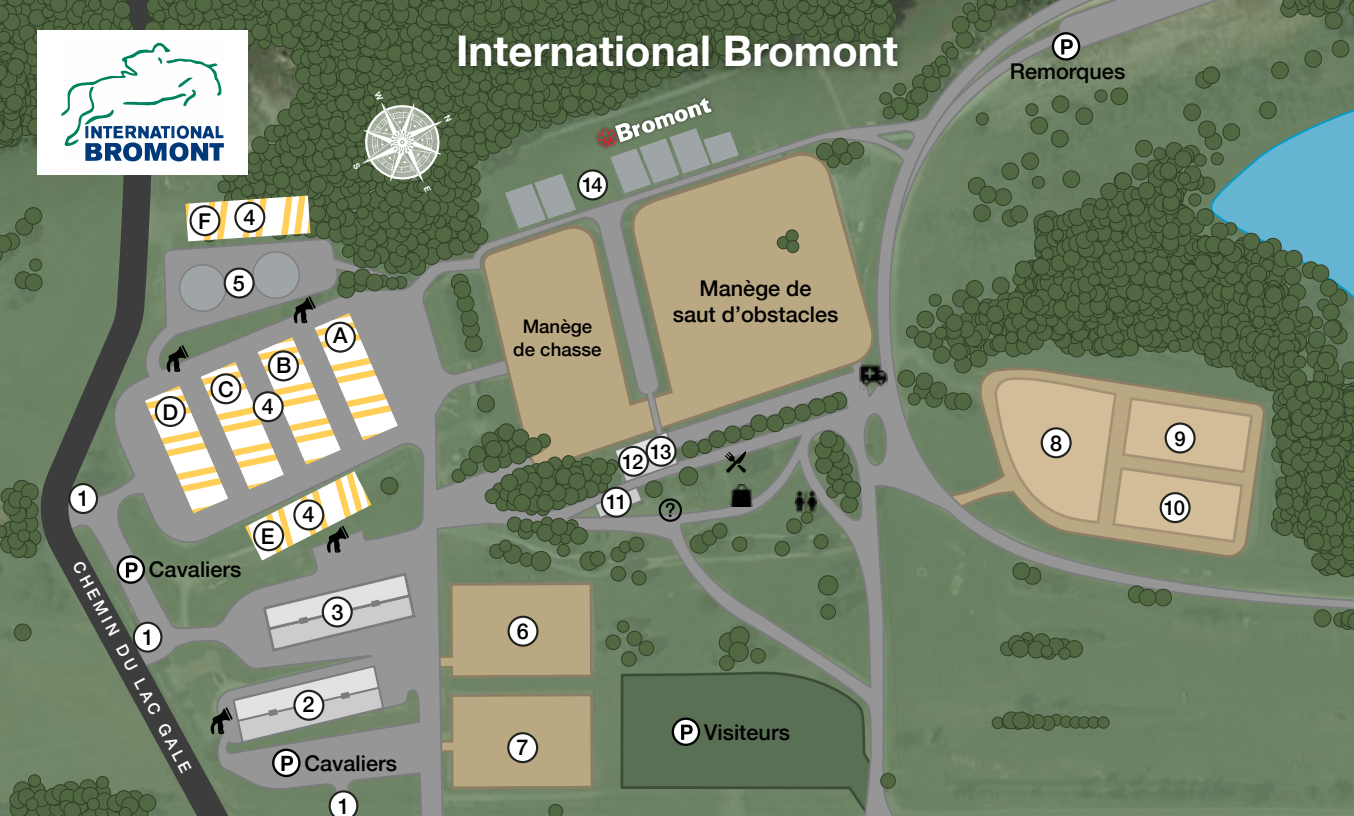 International Bromont
P
Remorques
INTERNATIONAL
BROMONT
W
N
S
E
Bromont
14
F
4
5
A
B
C
D
4
Manège de
saut d'obstacles
Manège
de chasse
8
9
10
13
12
11
?
1
E
4
P Cavaliers
CHEMIN DU LAC GALE
3
1
6
2
7
P Visiteurs
P Cavaliers
1